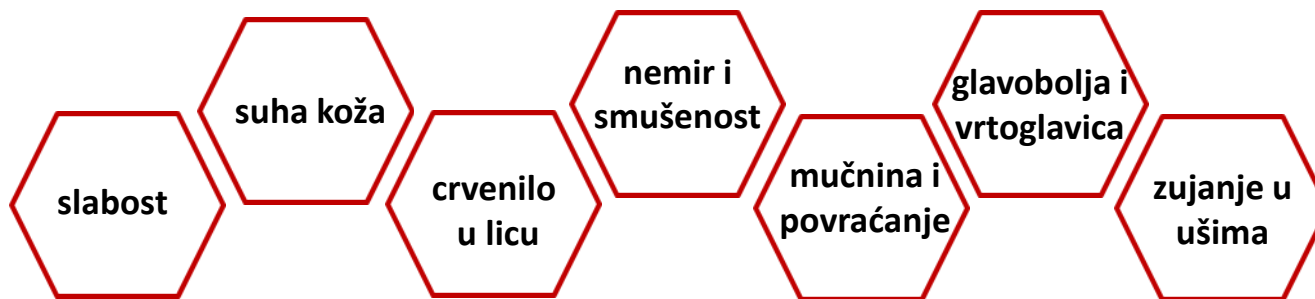 slabost
suha koža
crvenilo
u licu
nemir i
smušenost
mučnina i
povraćanje
glavobolja i
vrtoglavica
zujanje u
ušima